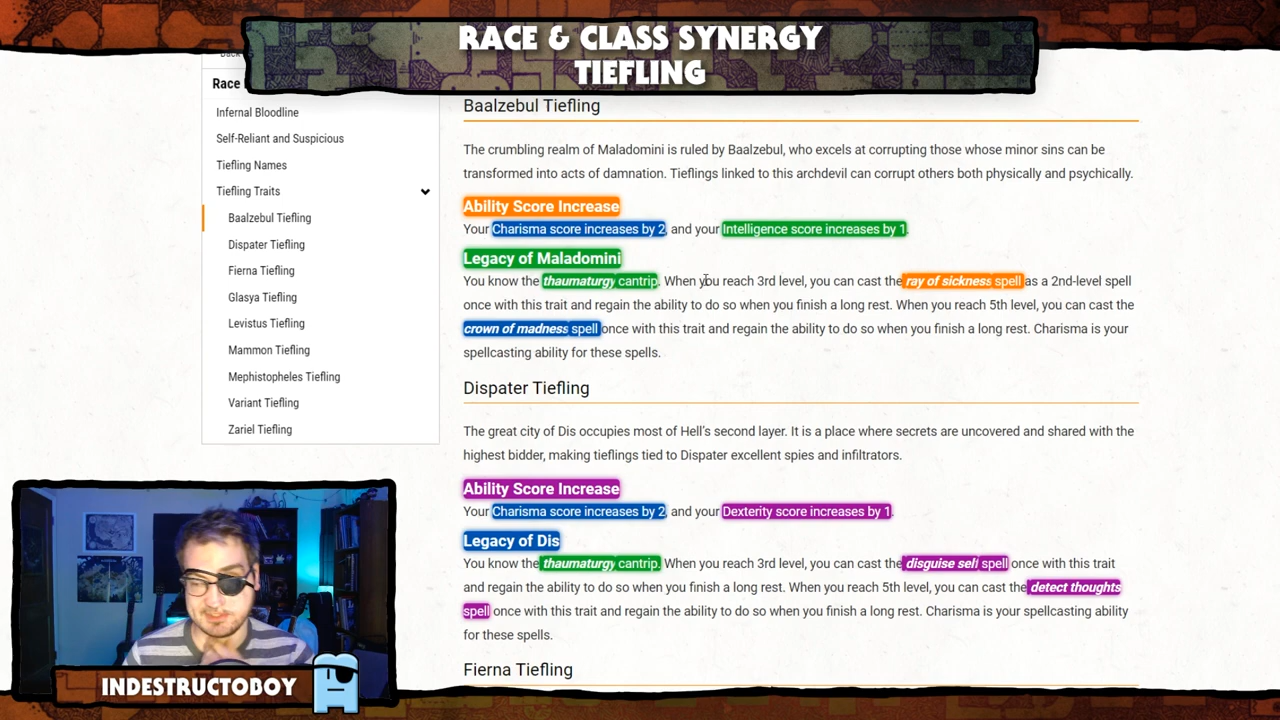 RACE & CLASS SYNERGY
TIEFLING
Race
Infernal Bloodline
Self-Reliant and Suspicious
Tiefling Names
Tiefling Traits
Baalzebul Tiefling
Dispater Tiefling
Fierna Tiefling
Glasya Tiefling
Levistus Tiefling
Mammon Tiefling
Mephistopheles Tiefling
Variant Tiefling
Zariel Tiefling
Baalzebul Tiefling
The crumbling realm of Maladomini is ruled by Baalzebul, who excels at corrupting those whose minor sins can be
transformed into acts of damnation. Tieflings linked to this archdevil can corrupt others both physically and psychically.
Ability Score Increase
Your Charisma score increases by 2, and your Intelligence score increases by 1.
Legacy of Maladomini
You know the thaumaturgy cantrip. When you reach 3rd level, you can cast the ray of sickness spell as a 2nd-level spell
once with this trait and regain the ability to do so when you finish a long rest. When you reach 5th level, you can cast the
crown of madness spell once with this trait and regain the ability to do so when you finish a long rest. Charisma is your
spellcasting ability for these spells.
Dispater Tiefling
The great city of Dis occupies most of Hell's second layer. It is a place where secrets are uncovered and shared with the
highest bidder, making tieflings tied to Dispater excellent spies and infiltrators.
Ability Score Increase
Your Charisma score increases by 2, and your Dexterity score increases by 1.
Legacy of Dis
You know the thaumaturgy cantrip. When you reach 3rd level, you can cast the disguise self spell once with this trait
and regain the ability to do so when you finish a long rest. When you reach 5th level, you can cast the detect thoughts
spell once with this trait and regain the ability to do so when you finish a long rest. Charisma is your spellcasting ability
for these spells.
Fierna Tiefling
INDESTRUCTOBOY